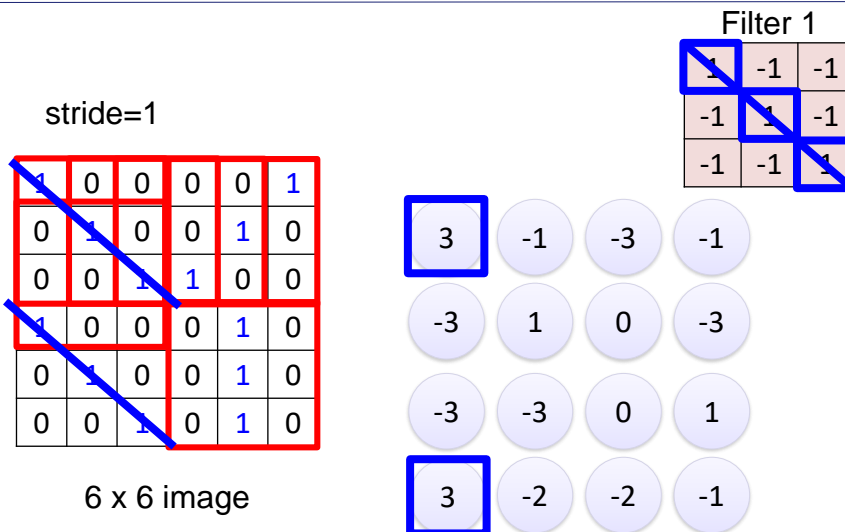 Filter 1
1 -1 -1
-1 1 -1
-1 -1 1
stride=1
1 0 0 0 0 1
0 1 0 0 1 0
0 0 1 1 0 0
1 0 0 0 1 0
0 1 0 0 1 0
0 0 1 0 1 0
6 x 6 image
3 -1 -3 -1
-3 1 0 -3
-3 -3 0 1
3 -2 -2 -1